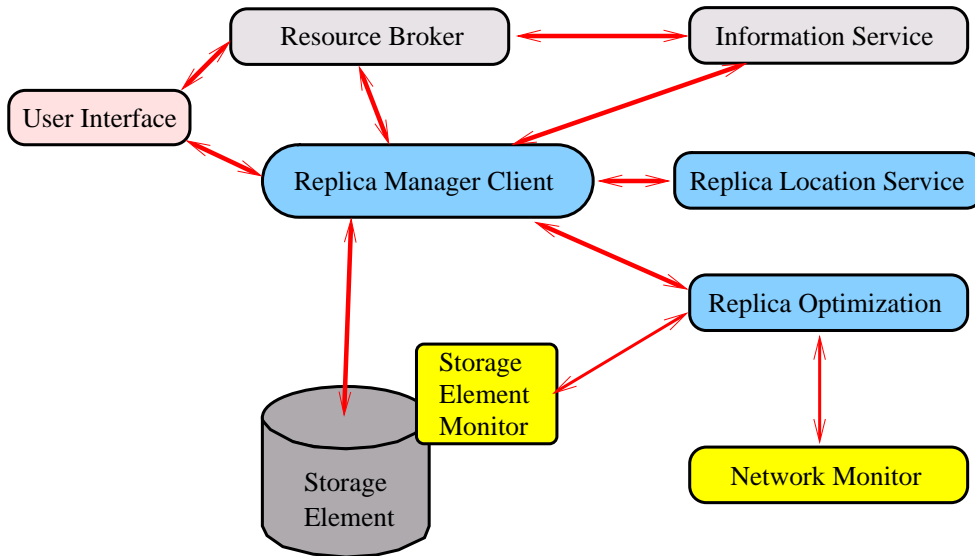 Resource Broker
Information Service
User Interface
Replica Manager Client
Replica Location Service
Replica Optimization
Storage
Element
Monitor
Network Monitor
Storage
Element